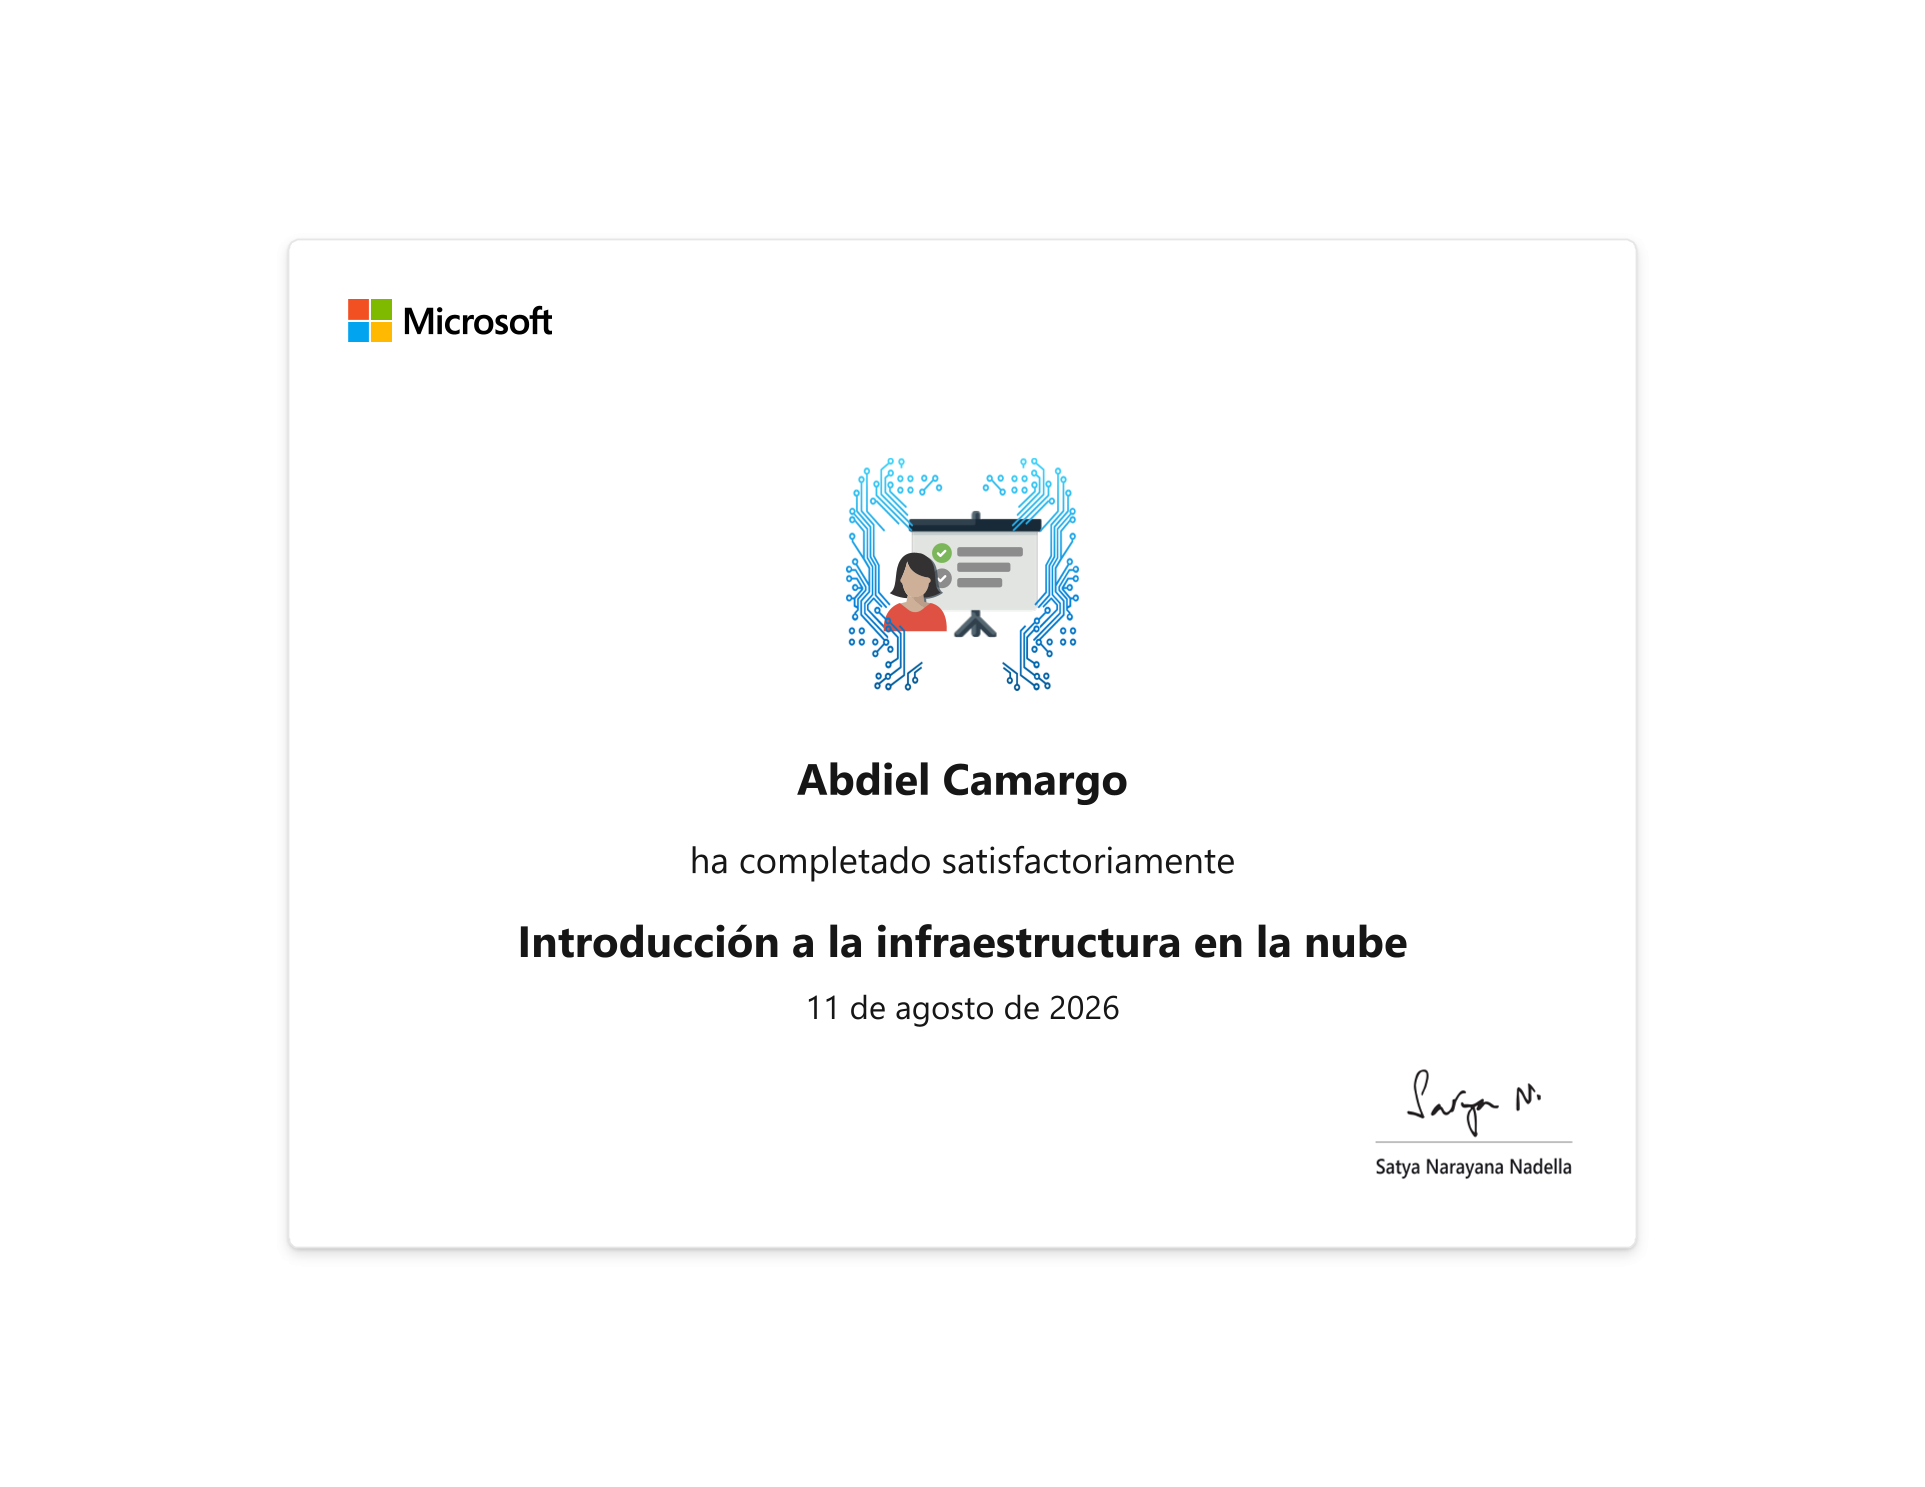 Microsoft
Abdiel Camargo
ha completado satisfactoriamente
Introducción a la infraestructura en la nube
11 de agosto de 2026
Satya N.
Satya Narayana Nadella